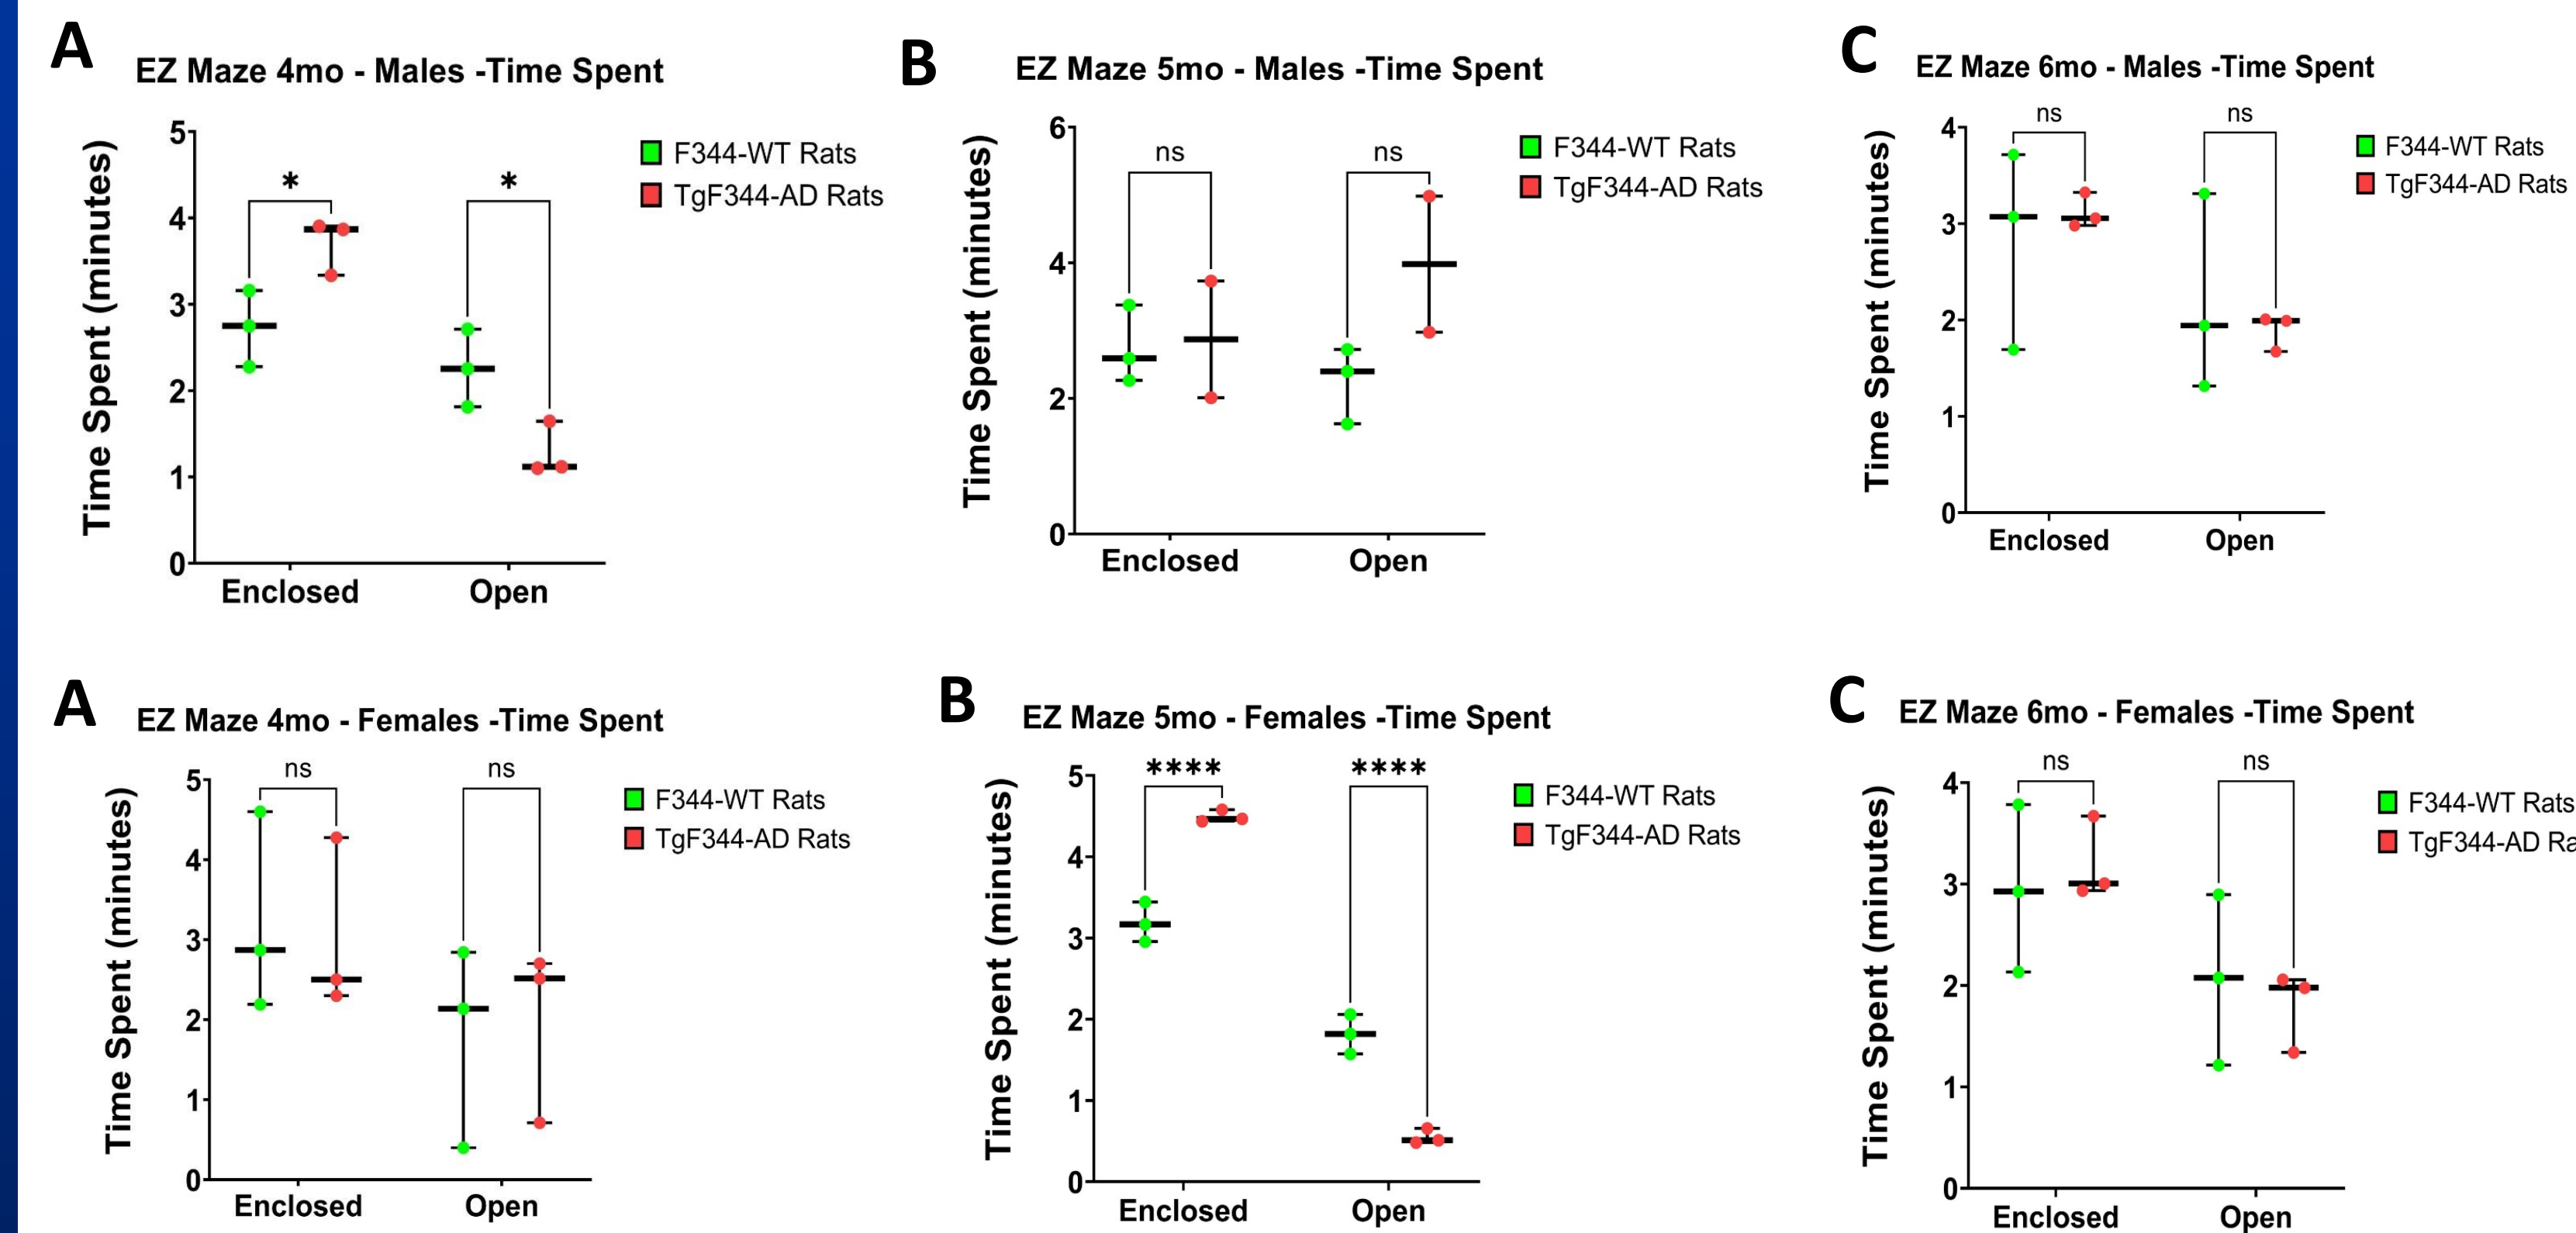 A
EZ Maze 4mo - Males -Time Spent
Time Spent (minutes)
5
4
3
2
1
0
*
*
Enclosed
Open
F344-WT Rats
TgF344-AD Rats
B
EZ Maze 5mo - Males -Time Spent
Time Spent (minutes)
6
4
2
0
ns
ns
Enclosed
Open
F344-WT Rats
TgF344-AD Rats
C
EZ Maze 6mo - Males -Time Spent
Time Spent (minutes)
4
3
2
1
0
ns
ns
Enclosed
Open
F344-WT Rats
TgF344-AD Rats
A
EZ Maze 4mo - Females -Time Spent
Time Spent (minutes)
5
4
3
2
1
0
ns
ns
Enclosed
Open
F344-WT Rats
TgF344-AD Rats
B
EZ Maze 5mo - Females -Time Spent
Time Spent (minutes)
5
4
3
2
1
0
****
****
Enclosed
Open
F344-WT Rats
TgF344-AD Rats
C
EZ Maze 6mo - Females -Time Spent
Time Spent (minutes)
4
3
2
1
0
ns
ns
Enclosed
Open
F344-WT Rats
TgF344-AD Ra